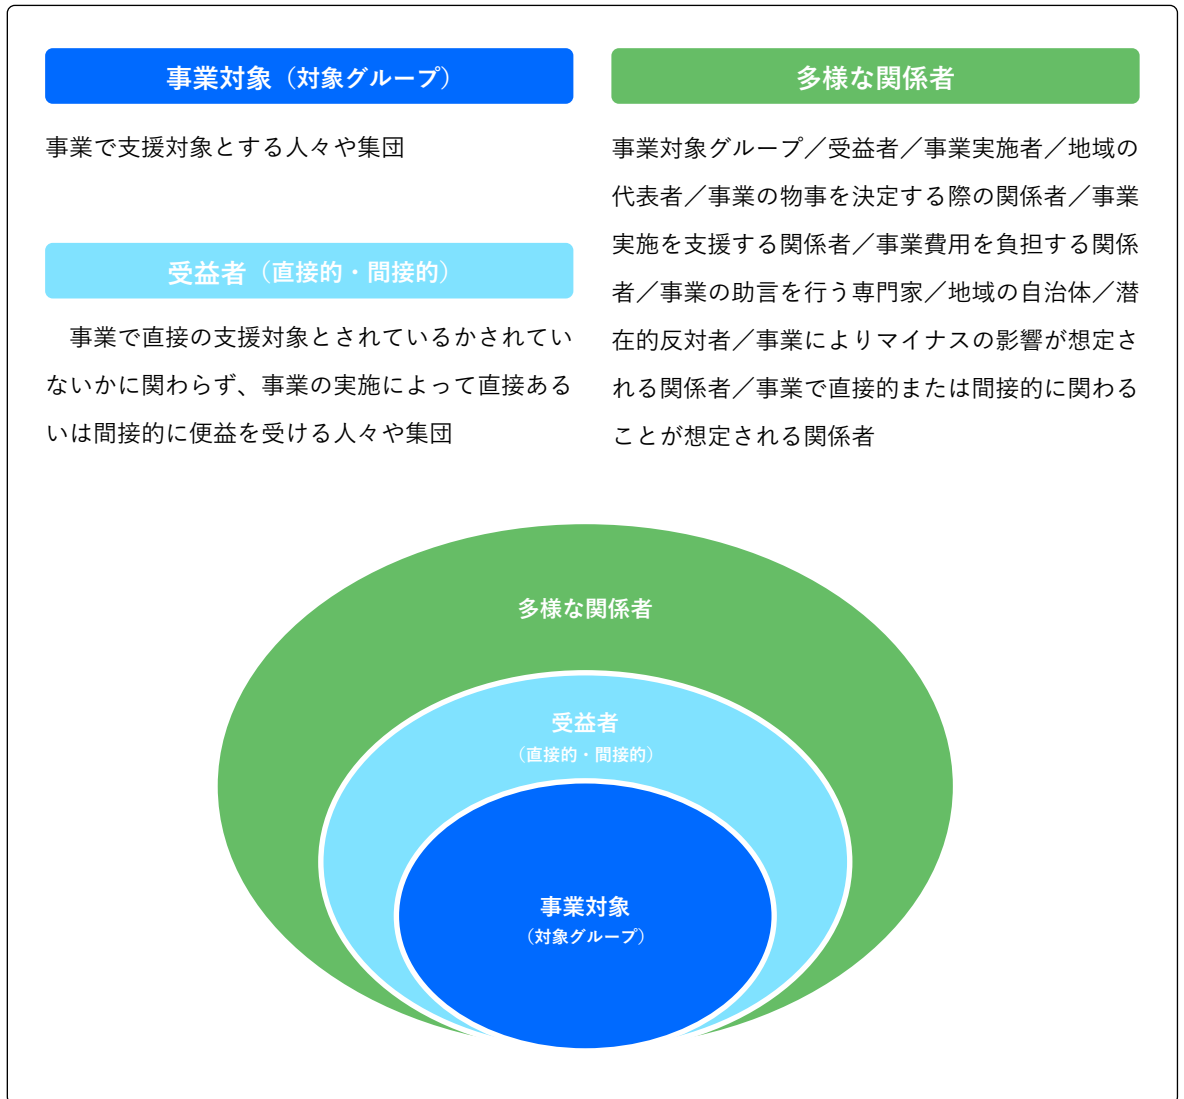 事業対象（対象グループ）
事業で支援対象とする人々や集団
受益者（直接的・間接的）
　事業で直接の支援対象とされているかされてい
ないかに関わらず、事業の実施によって直接ある
いは間接的に便益を受ける人々や集団
多様な関係者
事業対象グループ／受益者／事業実施者／地域の
代表者／事業の物事を決定する際の関係者／事業
実施を支援する関係者／事業費用を負担する関係
者／事業の助言を行う専門家／地域の自治体／潜
在的反対者／事業によりマイナスの影響が想定さ
れる関係者／事業で直接的または間接的に関わる
ことが想定される関係者
多様な関係者
受益者
（直接的・間接的）
事業対象
（対象グループ）